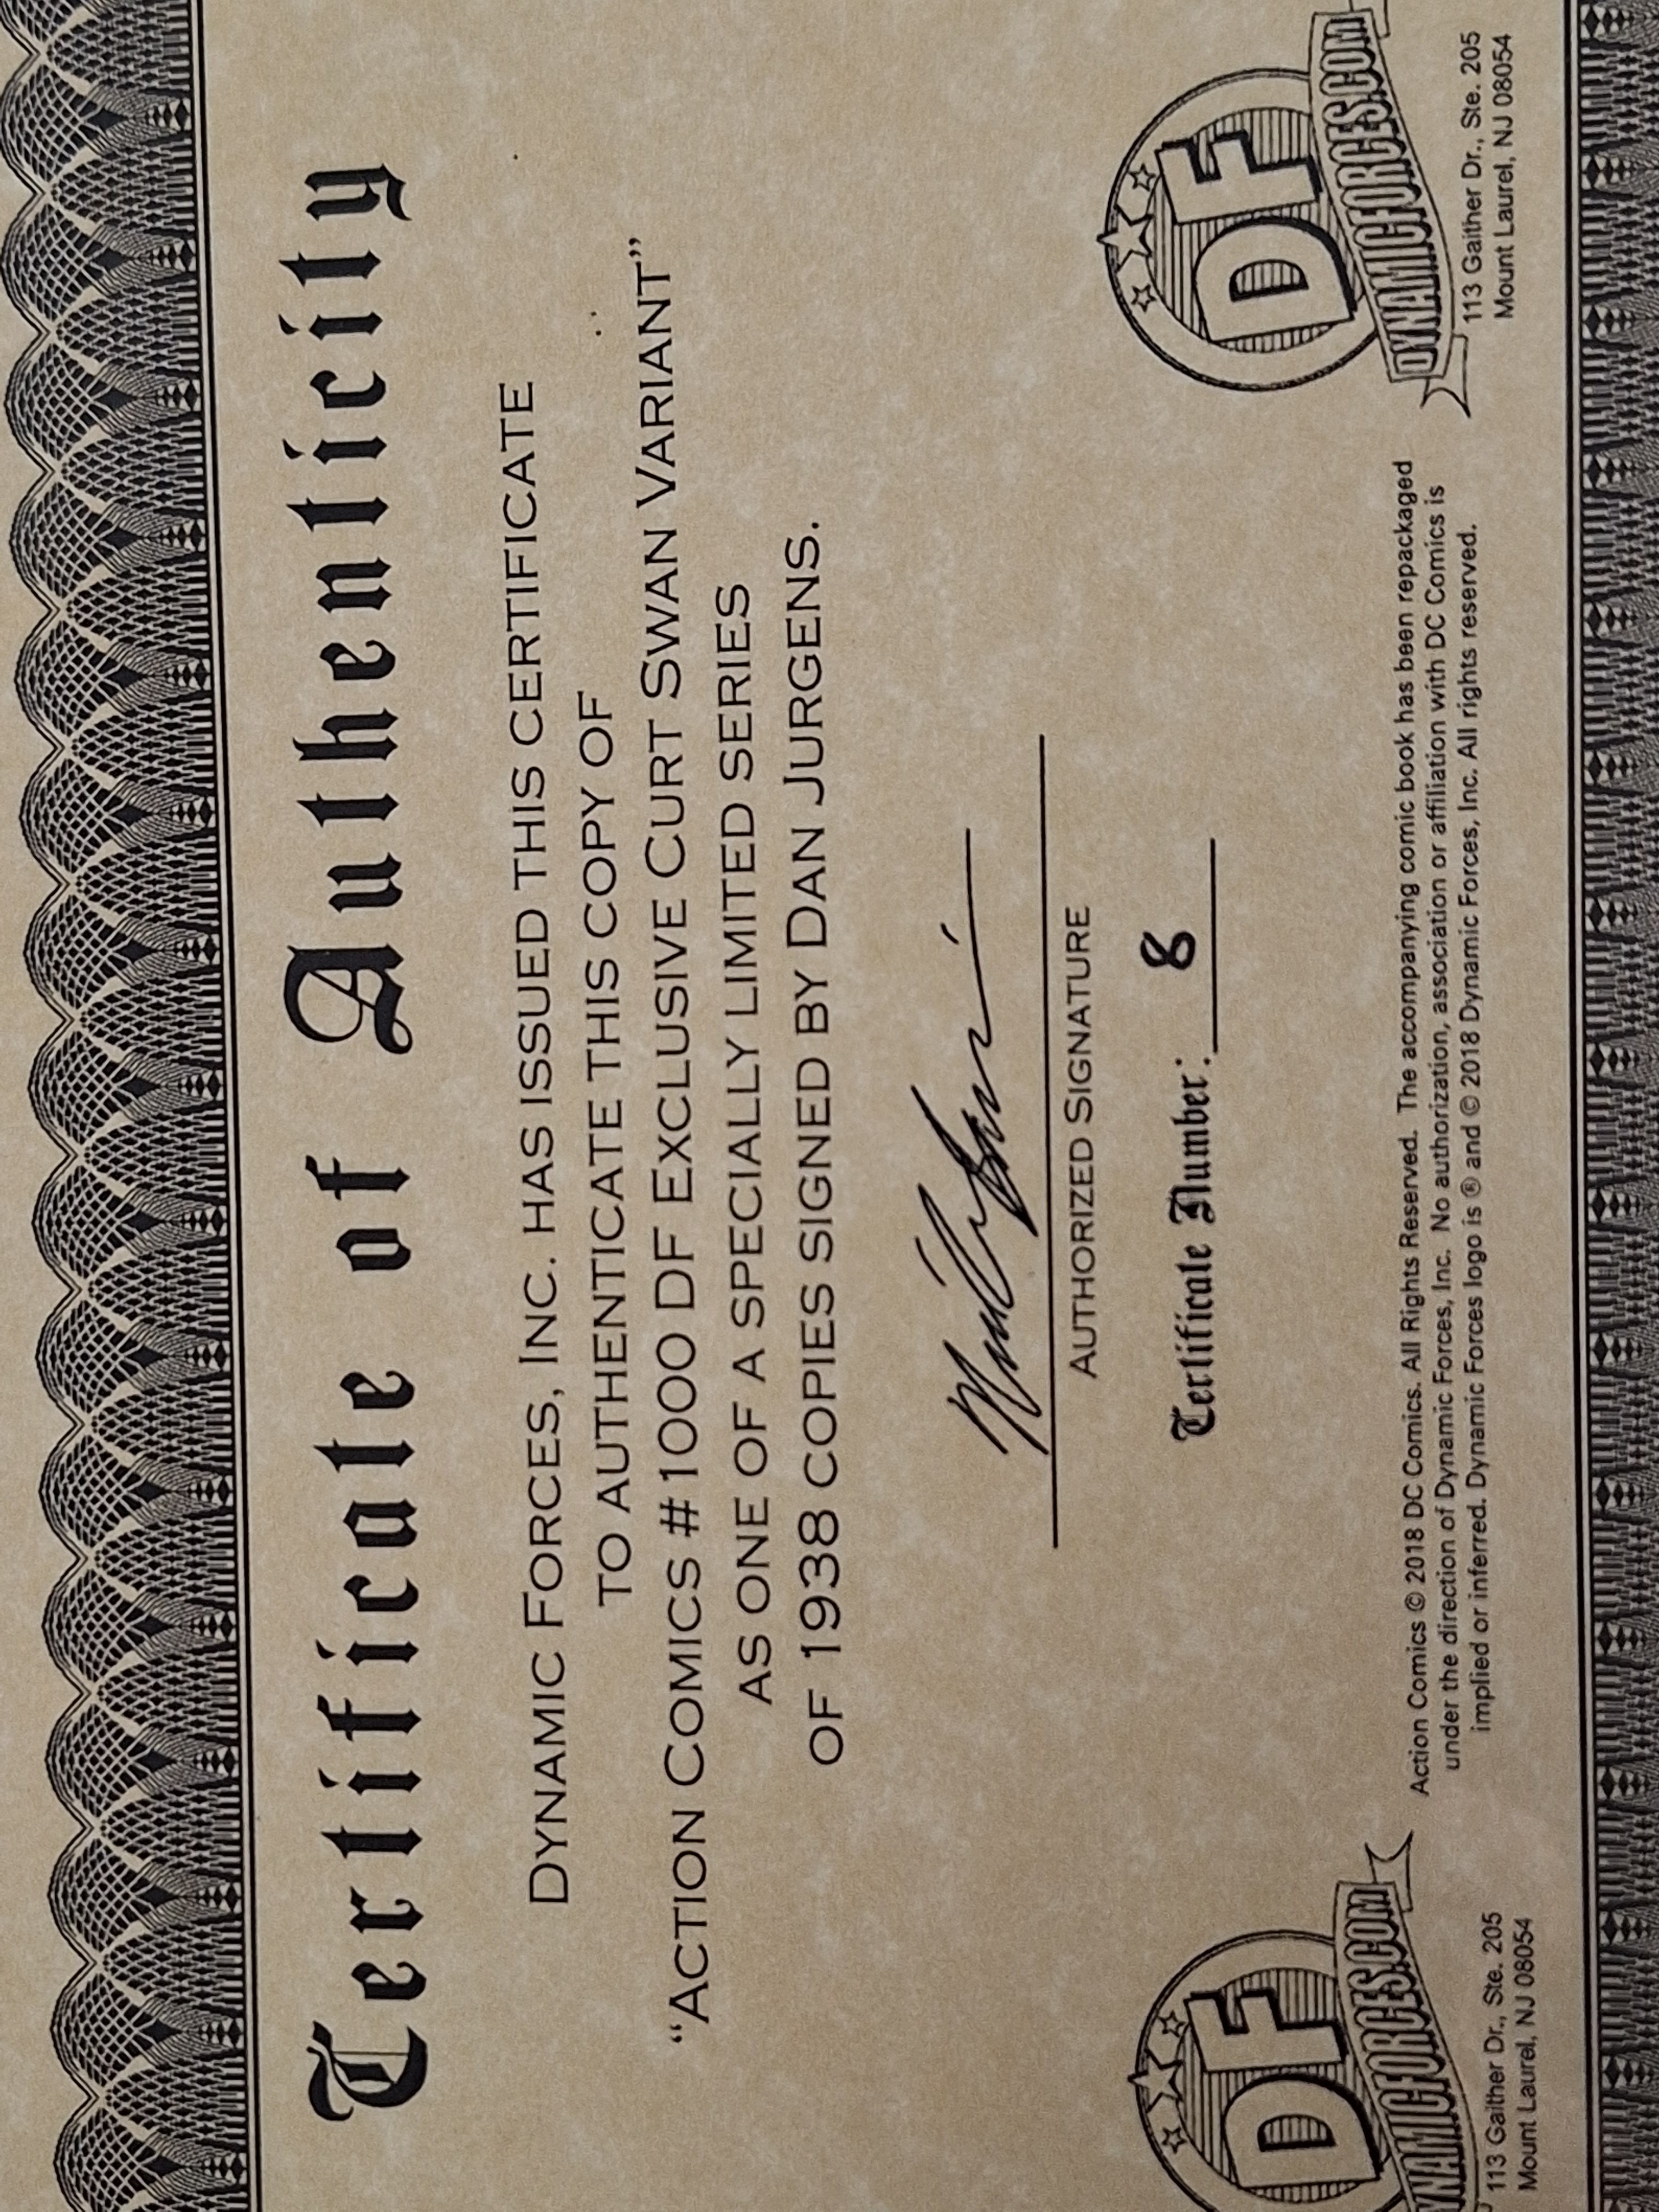 Certificate of Authenticity
DYNAMIC FORCES, INC. HAS ISSUED THIS CERTIFICATE
TO AUTHENTICATE THIS COPY OF
“ACTION COMICS #1000 DF EXCLUSIVE CURT SWAN VARIANT”
AS ONE OF A SPECIALLY LIMITED SERIES
OF 1938 COPIES SIGNED BY DAN JURGENS.
AUTHORIZED SIGNATURE
Certificate Number: 8
DF
DYNAMICFORCES.COM
113 Gaither Dr., Ste. 205
Mount Laurel, NJ 08054
Action Comics © 2018 DC Comics. All Rights Reserved. The accompanying comic book has been repackaged
under the direction of Dynamic Forces, Inc. No authorization, association or affiliation with DC Comics is
implied or inferred. Dynamic Forces logo is ® and © 2018 Dynamic Forces, Inc. All rights reserved.
DF
DYNAMICFORCES.COM
113 Gaither Dr., Ste. 205
Mount Laurel, NJ 08054